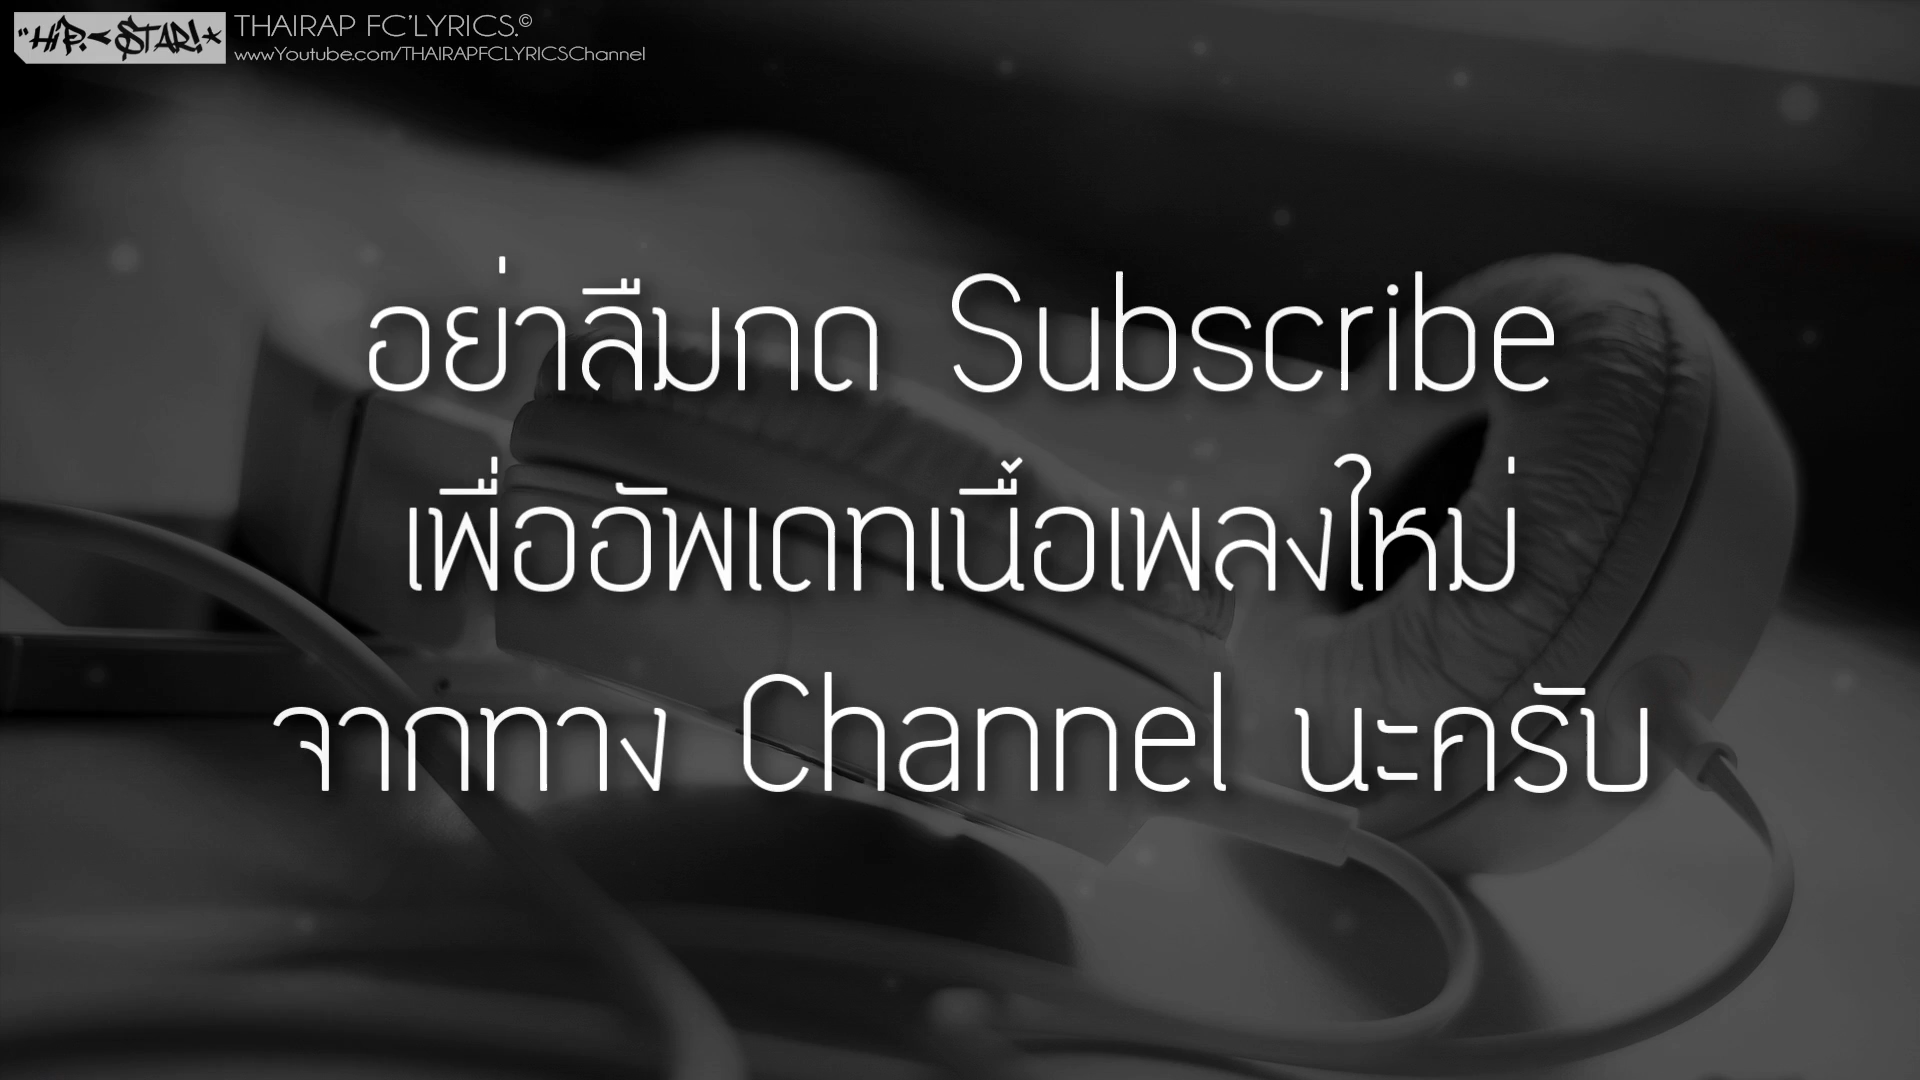 "HiP-STAR!" THAIRAP FC'LYRICS.©
wwwYoutube.com/THAIRAPFCLYRICSChannel
อย่าลืมกด Subscribe
เพื่ออัพเดทเนื้อเพลงใหม่
จากทาง Channel นะครับ